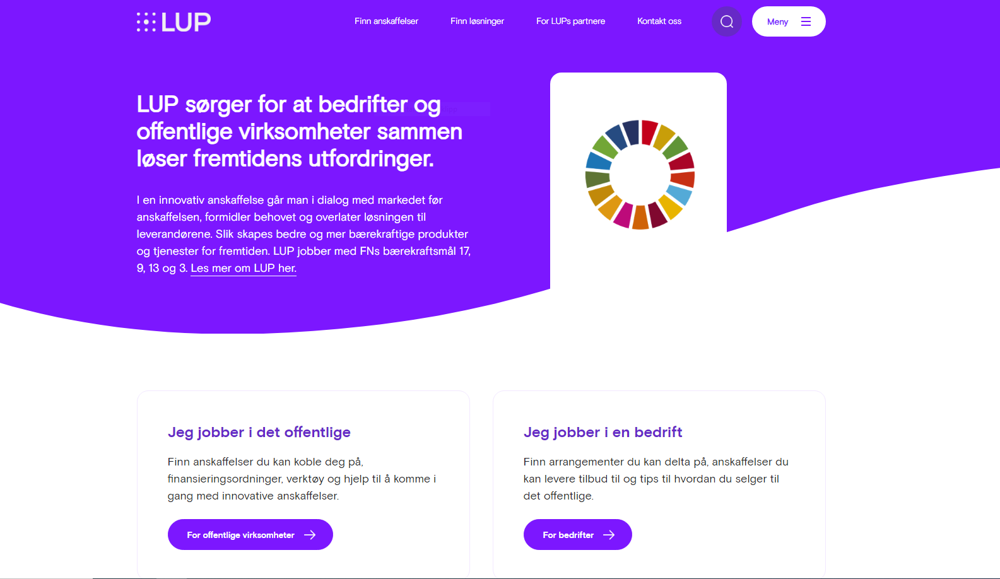 LUP
Finn anskaffelser
Finn løsninger
For LUPs partnere
Kontakt oss
Meny
LUP sørger for at bedrifter og
offentlige virksomheter sammen
løser fremtidens utfordringer.
I en innovativ anskaffelse går man i dialog med markedet før
anskaffelsen, formidler behovet og overlater løsningen til
leverandørene. Slik skapes bedre og mer bærekraftige produkter
og tjenester for fremtiden. LUP jobber med FNs bærekraftsmål 17,
9, 13 og 3. Les mer om LUP her.
Jeg jobber i det offentlige
Finn anskaffelser du kan koble deg på,
finansieringsordninger, verktøy og hjelp til å komme i
gang med innovative anskaffelser.
For offentlige virksomheter
Jeg jobber i en bedrift
Finn arrangementer du kan delta på, anskaffelser du
kan levere tilbud til og tips til hvordan du selger til
det offentlige.
For bedrifter